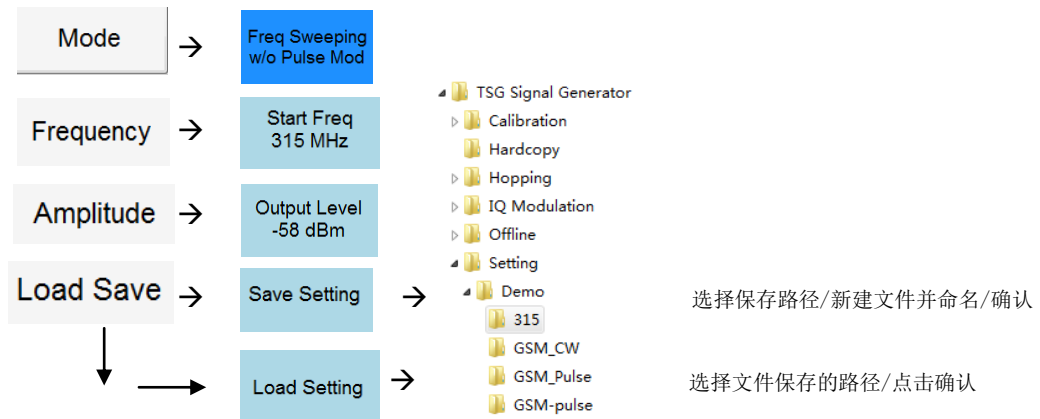 Mode
→
Freq Sweeping
w/o Pulse Mod
Frequency
→
Start Freq
315 MHz
Amplitude
→
Output Level
-58 dBm
Load Save
→
Save Setting
→
TSG Signal Generator
Calibration
Hardcopy
Hopping
IQ Modulation
Offline
Setting
Demo
315
GSM_CW
GSM_Pulse
GSM-pulse
选择保存路径/新建文件并命名/确认
Load Setting
→
选择文件保存的路径/点击确认